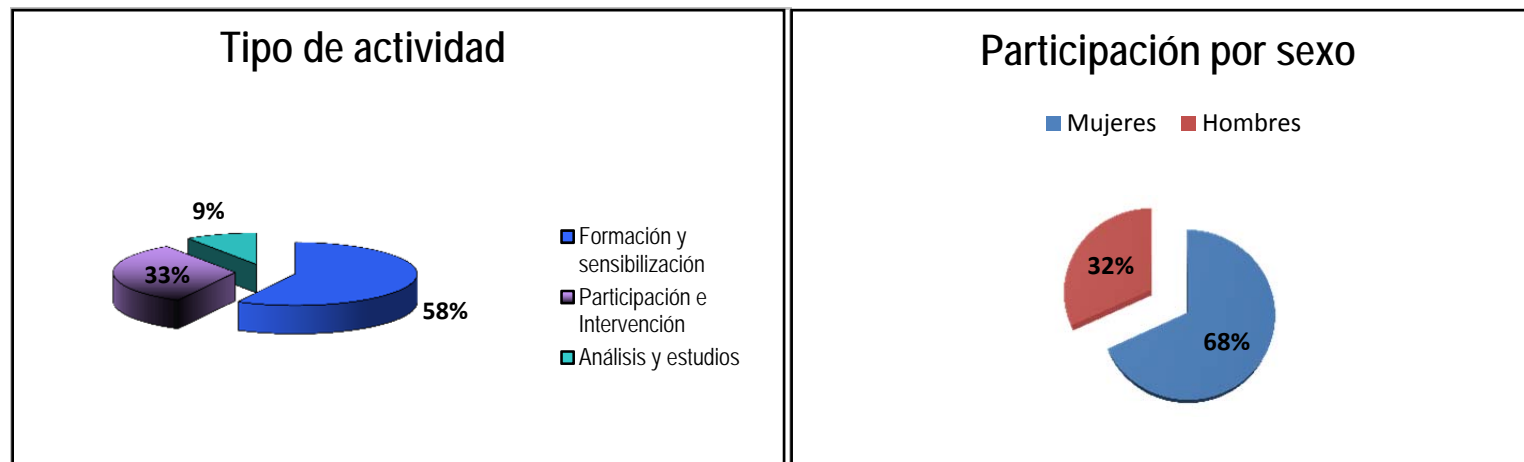 Tipo de actividad
9%
33%
58%
Formación y
sensibilización
Participación e
Intervención
Análisis y estudios
Participación por sexo
Mujeres Hombres
32%
68%